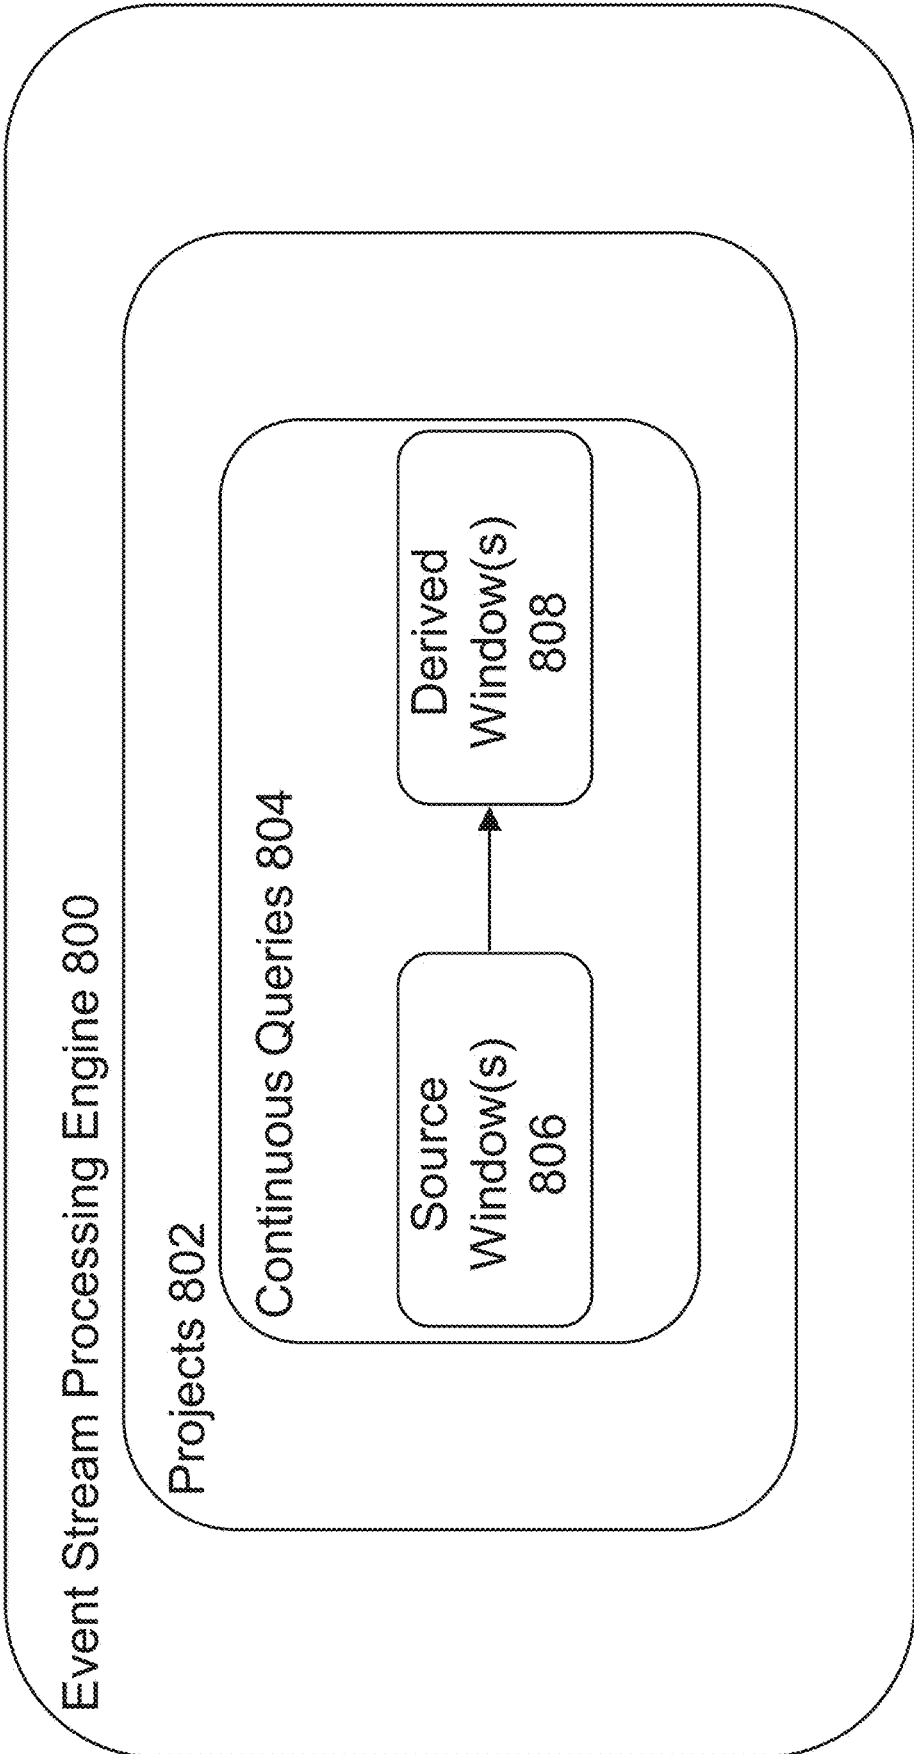 Event Stream Processing Engine 800
Projects 802
Continuous Queries 804
Source
Window(s)
806
Derived
Window(s)
808